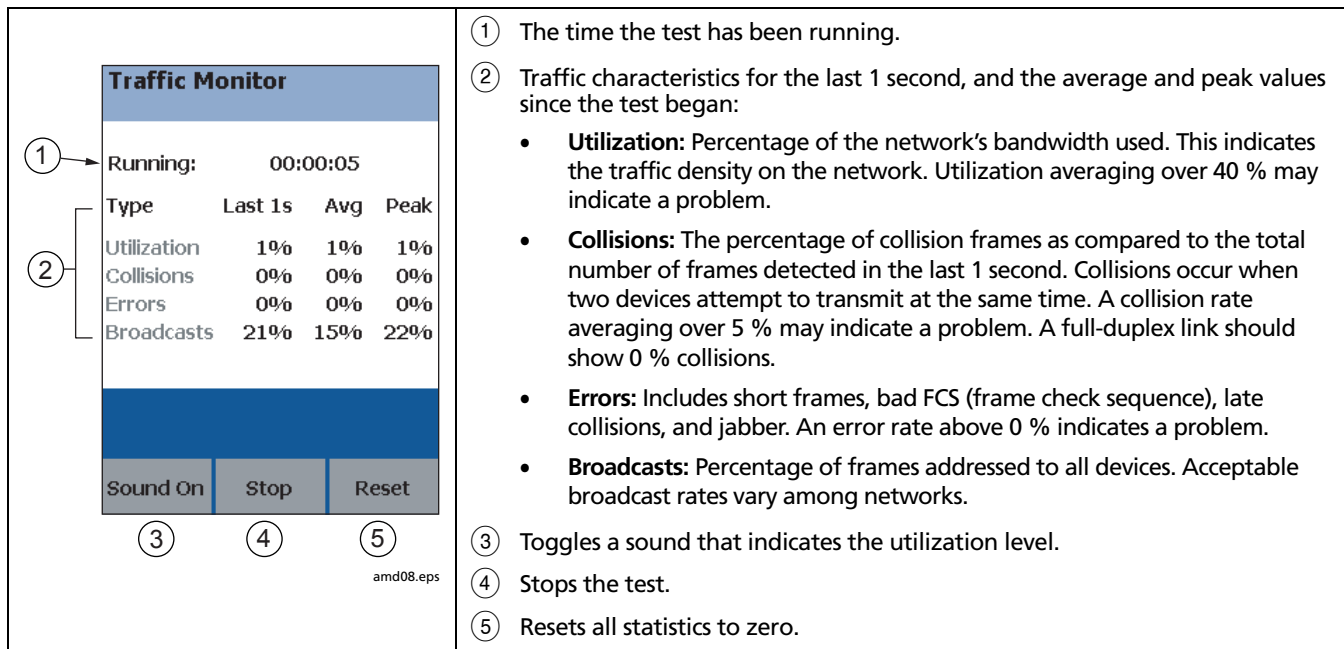 Traffic Monitor
① Running: 00:00:05
Type Last 1s Avg Peak
② Utilization 1% 1% 1%
Collisions 0% 0% 0%
Errors 0% 0% 0%
Broadcasts 21% 15% 22%
Sound On Stop Reset
③ ④ ⑤
amd08.eps
① The time the test has been running.
② Traffic characteristics for the last 1 second, and the average and peak values
since the test began:
• Utilization: Percentage of the network’s bandwidth used. This indicates
the traffic density on the network. Utilization averaging over 40 % may
indicate a problem.
• Collisions: The percentage of collision frames as compared to the total
number of frames detected in the last 1 second. Collisions occur when
two devices attempt to transmit at the same time. A collision rate
averaging over 5 % may indicate a problem. A full-duplex link should
show 0 % collisions.
• Errors: Includes short frames, bad FCS (frame check sequence), late
collisions, and jabber. An error rate above 0 % indicates a problem.
• Broadcasts: Percentage of frames addressed to all devices. Acceptable
broadcast rates vary among networks.
③ Toggles a sound that indicates the utilization level.
④ Stops the test.
⑤ Resets all statistics to zero.